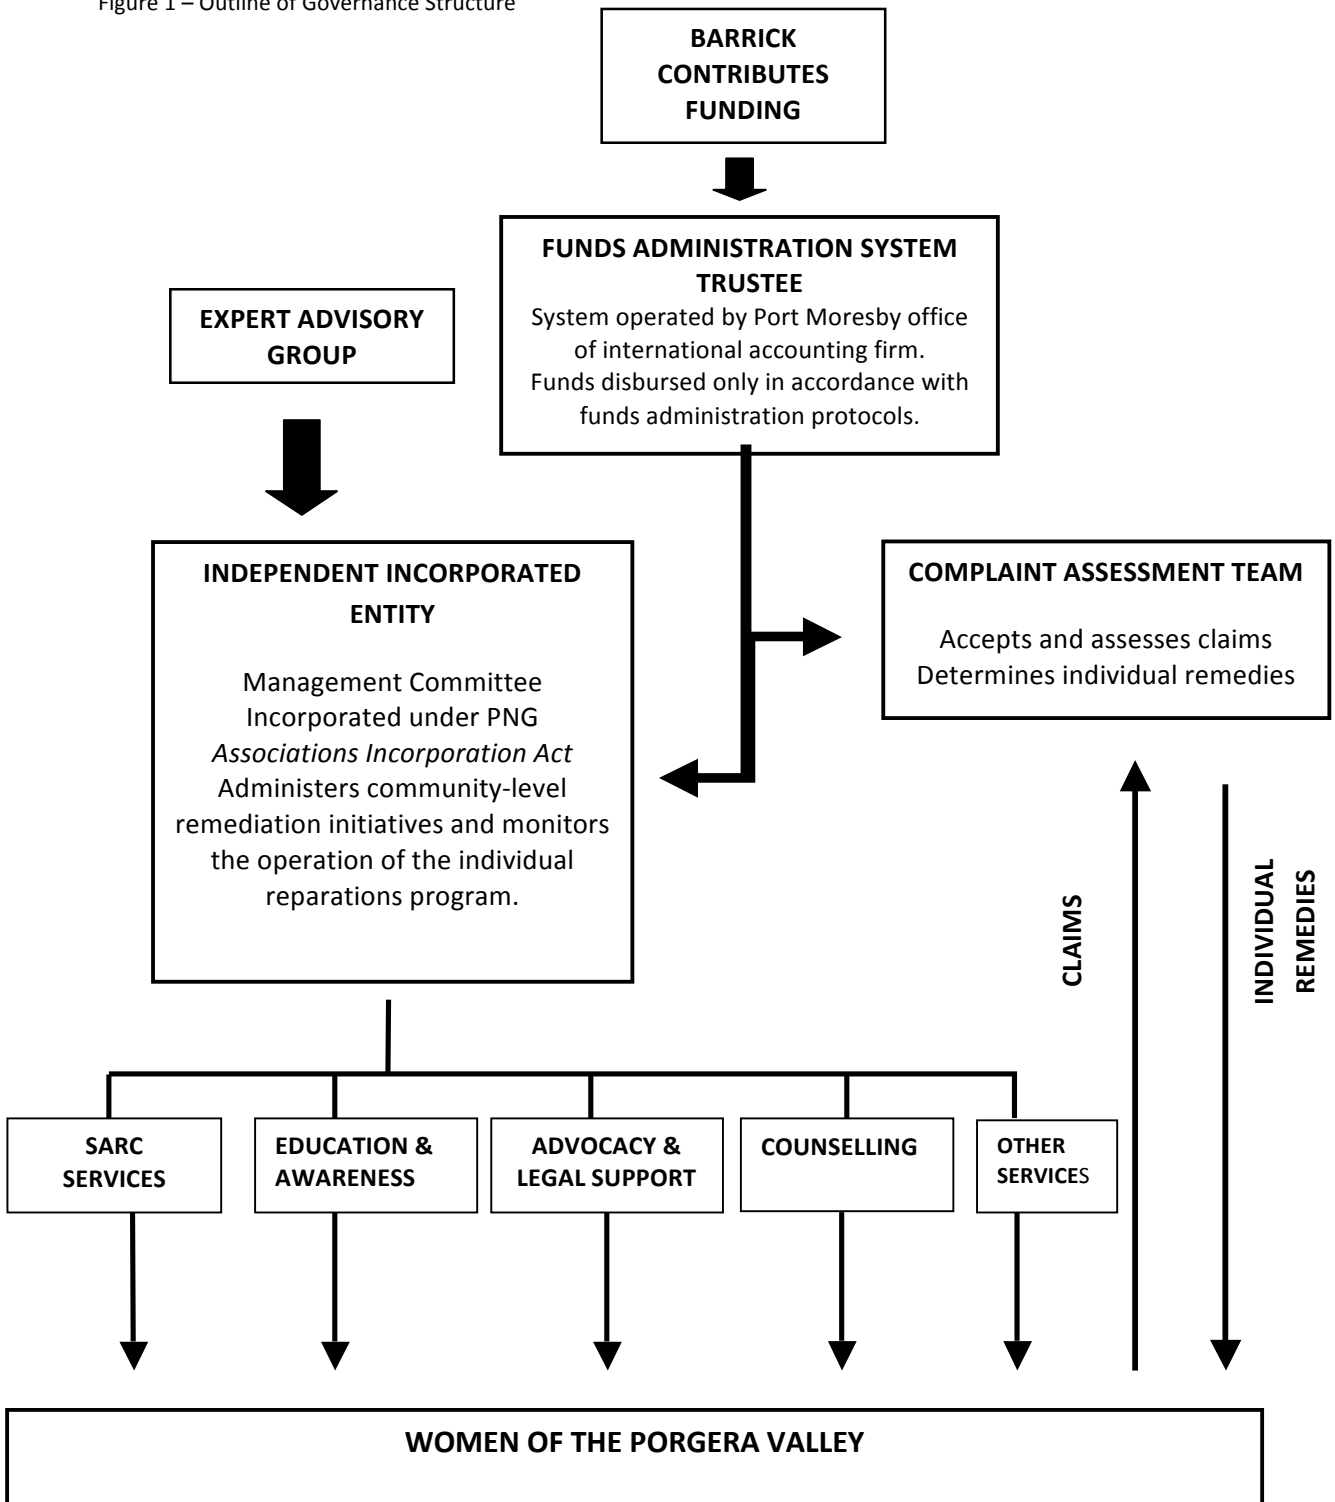 Figure 1 – Outline of Governance Structure
BARRICK
CONTRIBUTES
FUNDING
FUNDS ADMINISTRATION SYSTEM
TRUSTEE
System operated by Port Moresby office
of international accounting firm.
Funds disbursed only in accordance with
funds administration protocols.
EXPERT ADVISORY
GROUP
INDEPENDENT INCORPORATED
ENTITY
Management Committee
Incorporated under PNG
Associations Incorporation Act
Administers community-level
remediation initiatives and monitors
the operation of the individual
reparations program.
COMPLAINT ASSESSMENT TEAM
Accepts and assesses claims
Determines individual remedies
CLAIMS
INDIVIDUAL
REMEDIES
SARC
SERVICES
EDUCATION &
AWARENESS
ADVOCACY &
LEGAL SUPPORT
COUNSELLING
OTHER
SERVICES
WOMEN OF THE PORGERA VALLEY